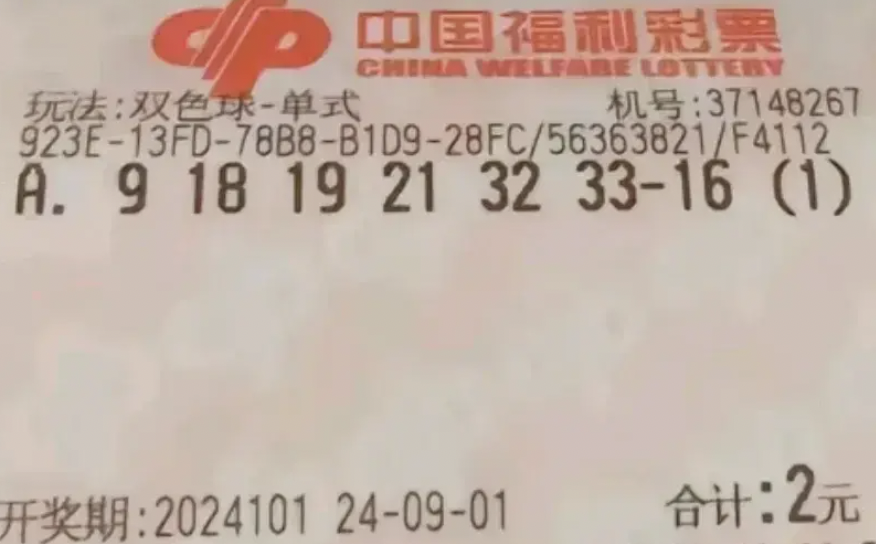 中国福利彩票
CHINA WELFARE LOTTERY
玩法:双色球-单式 机号:37148267
923E-13FD-78B8-B1D9-28FC/56363821/F4112
A. 9 18 19 21 32 33-16 (1)
开奖期:2024101 24-09-01 合计:2元